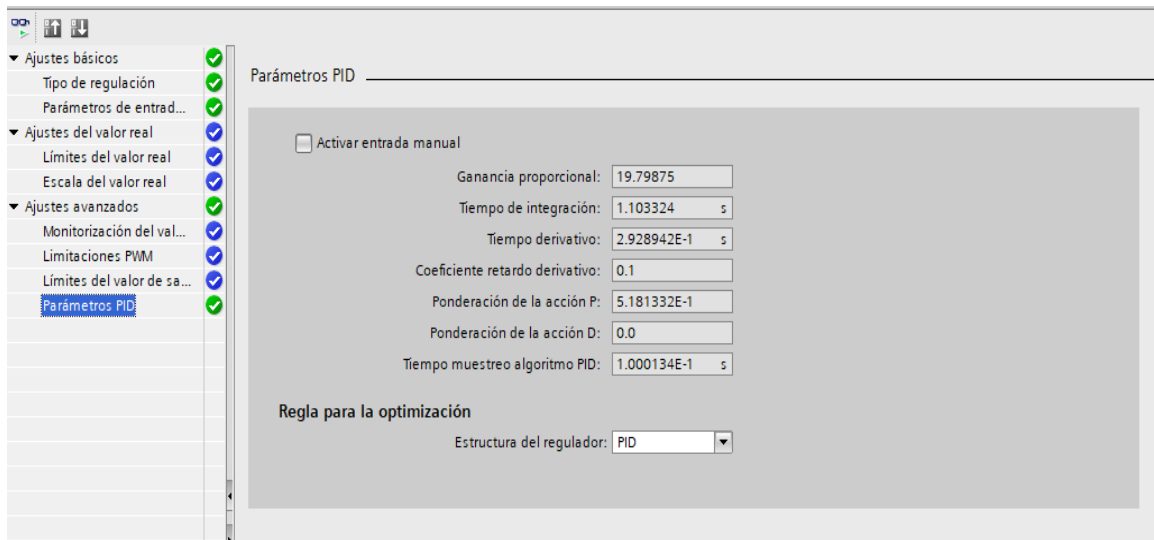 Ajustes básicos
Tipo de regulación
Parámetros de entrad...
Ajustes del valor real
Límites del valor real
Escala del valor real
Ajustes avanzados
Monitorización del val...
Limitaciones PWM
Límites del valor de sa...
Parámetros PID
Parámetros PID
Activar entrada manual
Ganancia proporcional: 19.79875
Tiempo de integración: 1.103324 s
Tiempo derivativo: 2.928942E-1 s
Coeficiente retardo derivativo: 0.1
Ponderación de la acción P: 5.181332E-1
Ponderación de la acción D: 0.0
Tiempo muestreo algoritmo PID: 1.000134E-1 s
Regla para la optimización
Estructura del regulador: PID